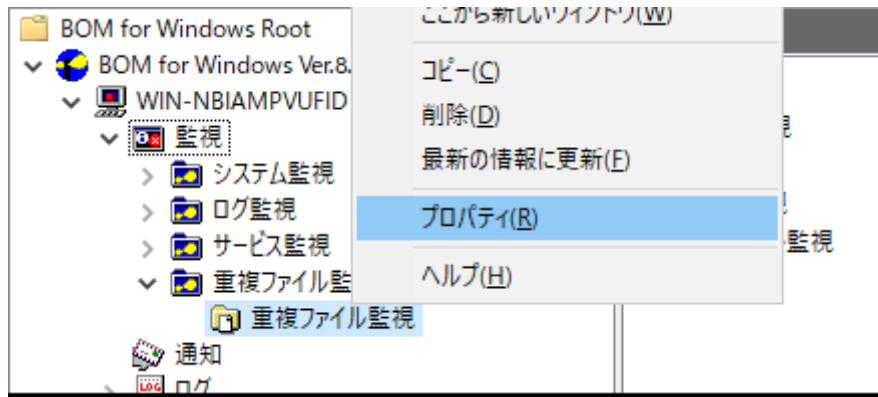 BOM for Windows Root
BOM for Windows Ver.8.
WIN-NBIAMPVUFID
監視
システム監視
ログ監視
サービス監視
重複ファイル監
重複ファイル監視
通知
LOG ログ
ここから新しいウィンドウ(W)
コピー(C)
削除(D)
最新の情報に更新(F)
プロパティ(R)
ヘルプ(H)
監視